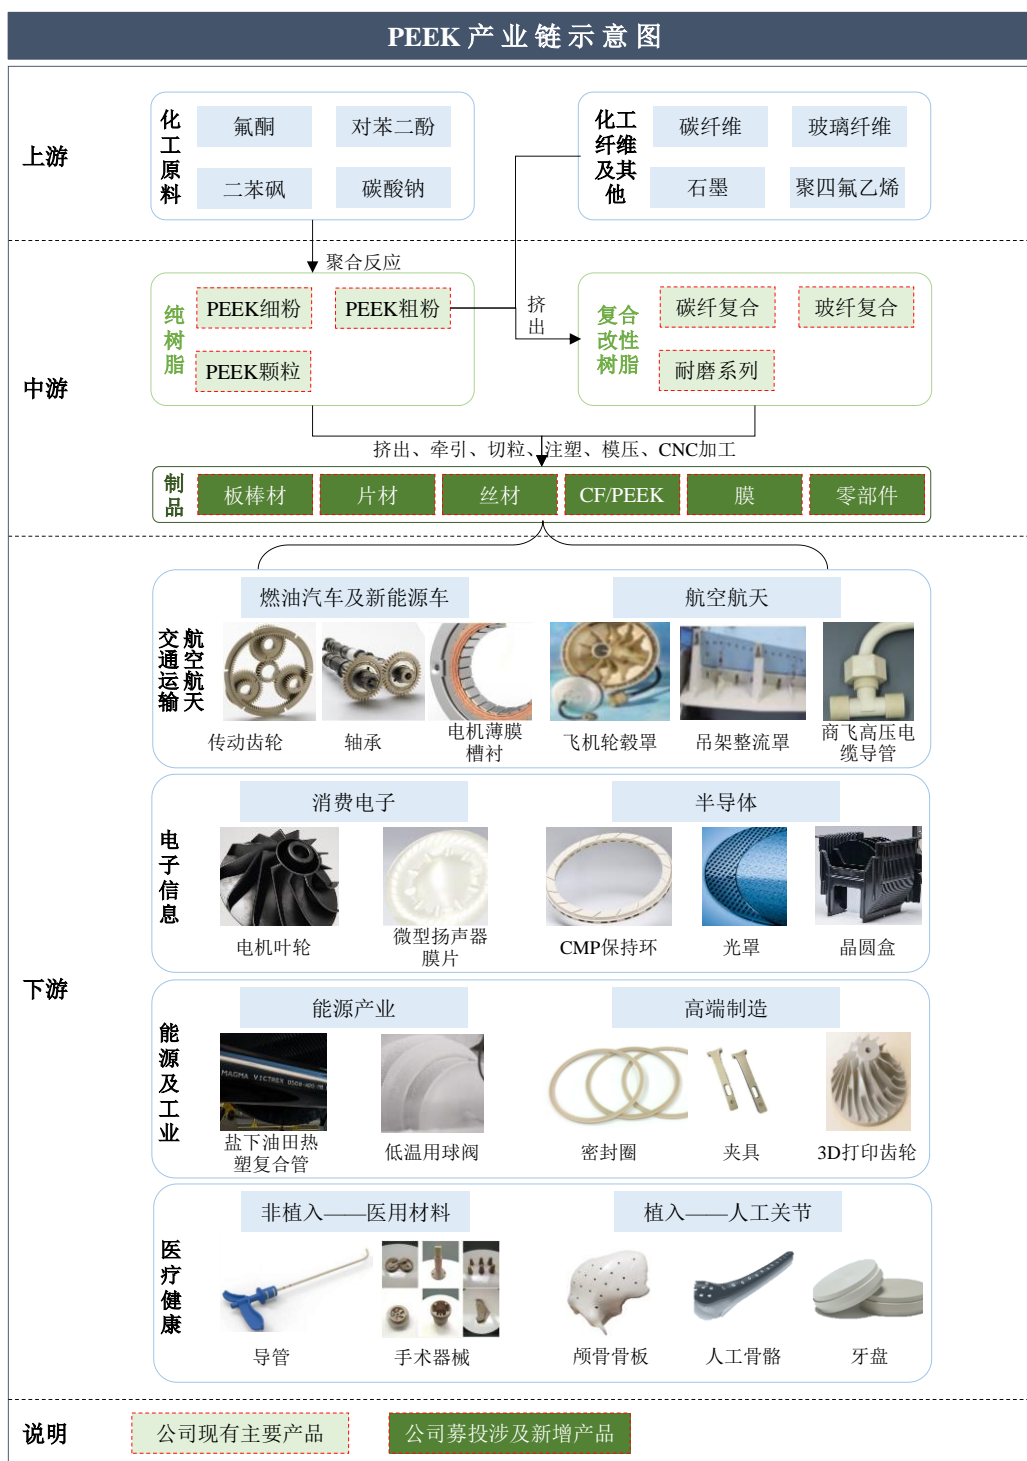 PEEK 产 业 链 示 意 图
上游
化工原料
氟酮
对苯二酚
二苯砜
碳酸钠
化工纤维及其他
碳纤维
玻璃纤维
石墨
聚四氟乙烯
聚合反应
中游
纯树脂
PEEK细粉
PEEK粗粉
PEEK颗粒
挤出
复合改性树脂
碳纤复合
玻纤复合
耐磨系列
挤出、牵引、切粒、注塑、模压、CNC加工
制品
板棒材
片材
丝材
CF/PEEK
膜
零部件
下游
交通运输
航空航天
燃油汽车及新能源车
航空航天
传动齿轮
轴承
电机薄膜
槽衬
飞机轮毂罩
吊架整流罩
商飞高压电
缆导管
电子信息
消费电子
半导体
电机叶轮
微型扬声器
膜片
CMP保持环
光罩
晶圆盒
能源及工业
能源产业
高端制造
MAGMA VICTREX
盐下油田热
塑复合管
低温用球阀
密封圈
夹具
3D打印齿轮
医疗健康
非植入——医用材料
植入——人工关节
导管
手术器械
颅骨骨板
人工骨骼
牙盘
说明
公司现有主要产品
公司募投涉及新增产品